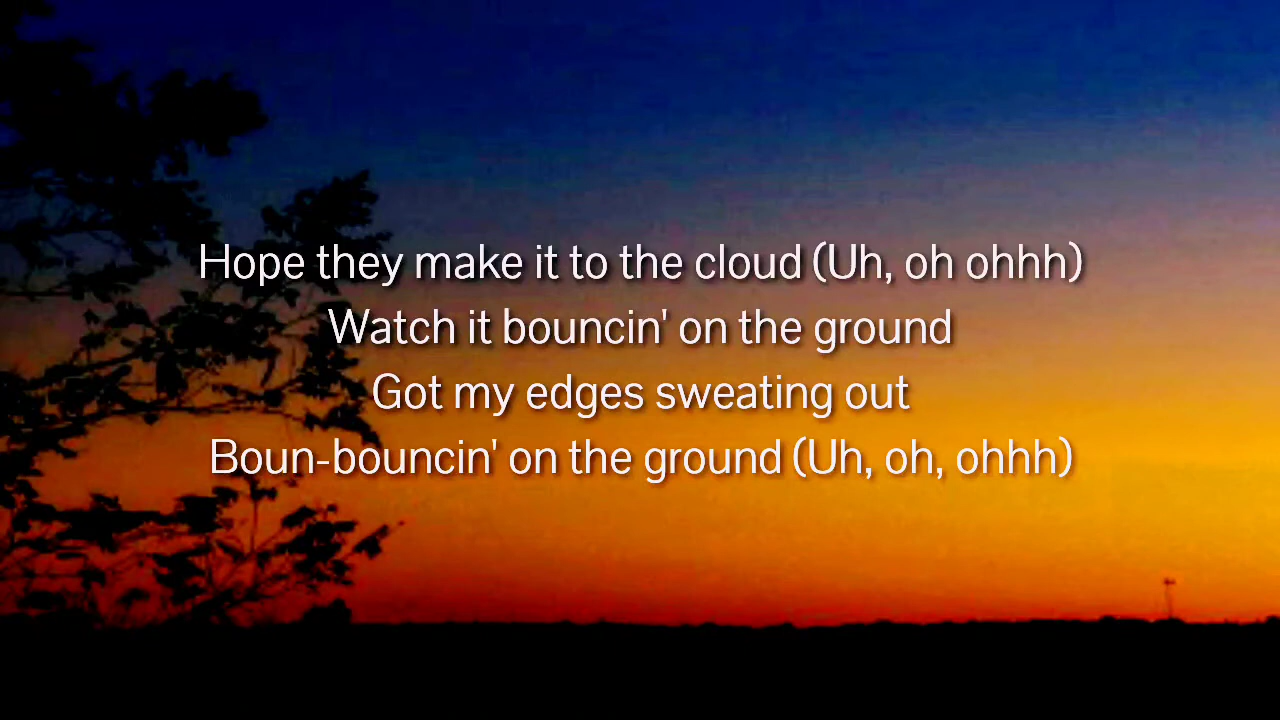 Hope they make it to the cloud (Uh, oh ohhh)
Watch it bouncin' on the ground
Got my edges sweating out
Boun-bouncin' on the ground (Uh, oh, ohhh)